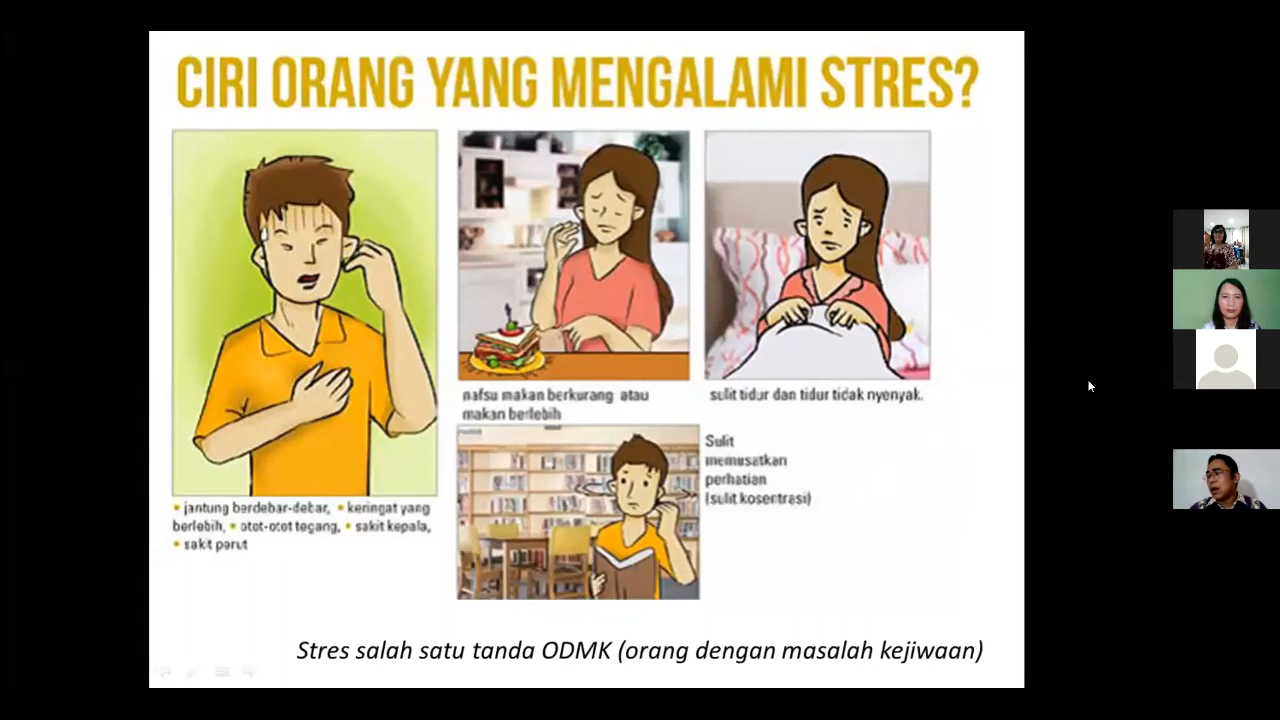 CIRI ORANG YANG MENGALAMI STRES?
• jantung berdebar-debar, • keringat yang
berlebih, • otot-otot tegang, • sakit kepala,
• sakit perut
nafsu makan berkurang atau
makan berlebih
sulit tidur dan tidur tidak nyenyak.
Sulit
memusatkan
perhatian
(sulit kosentrasi)
Stres salah satu tanda ODMK (orang dengan masalah kejiwaan)